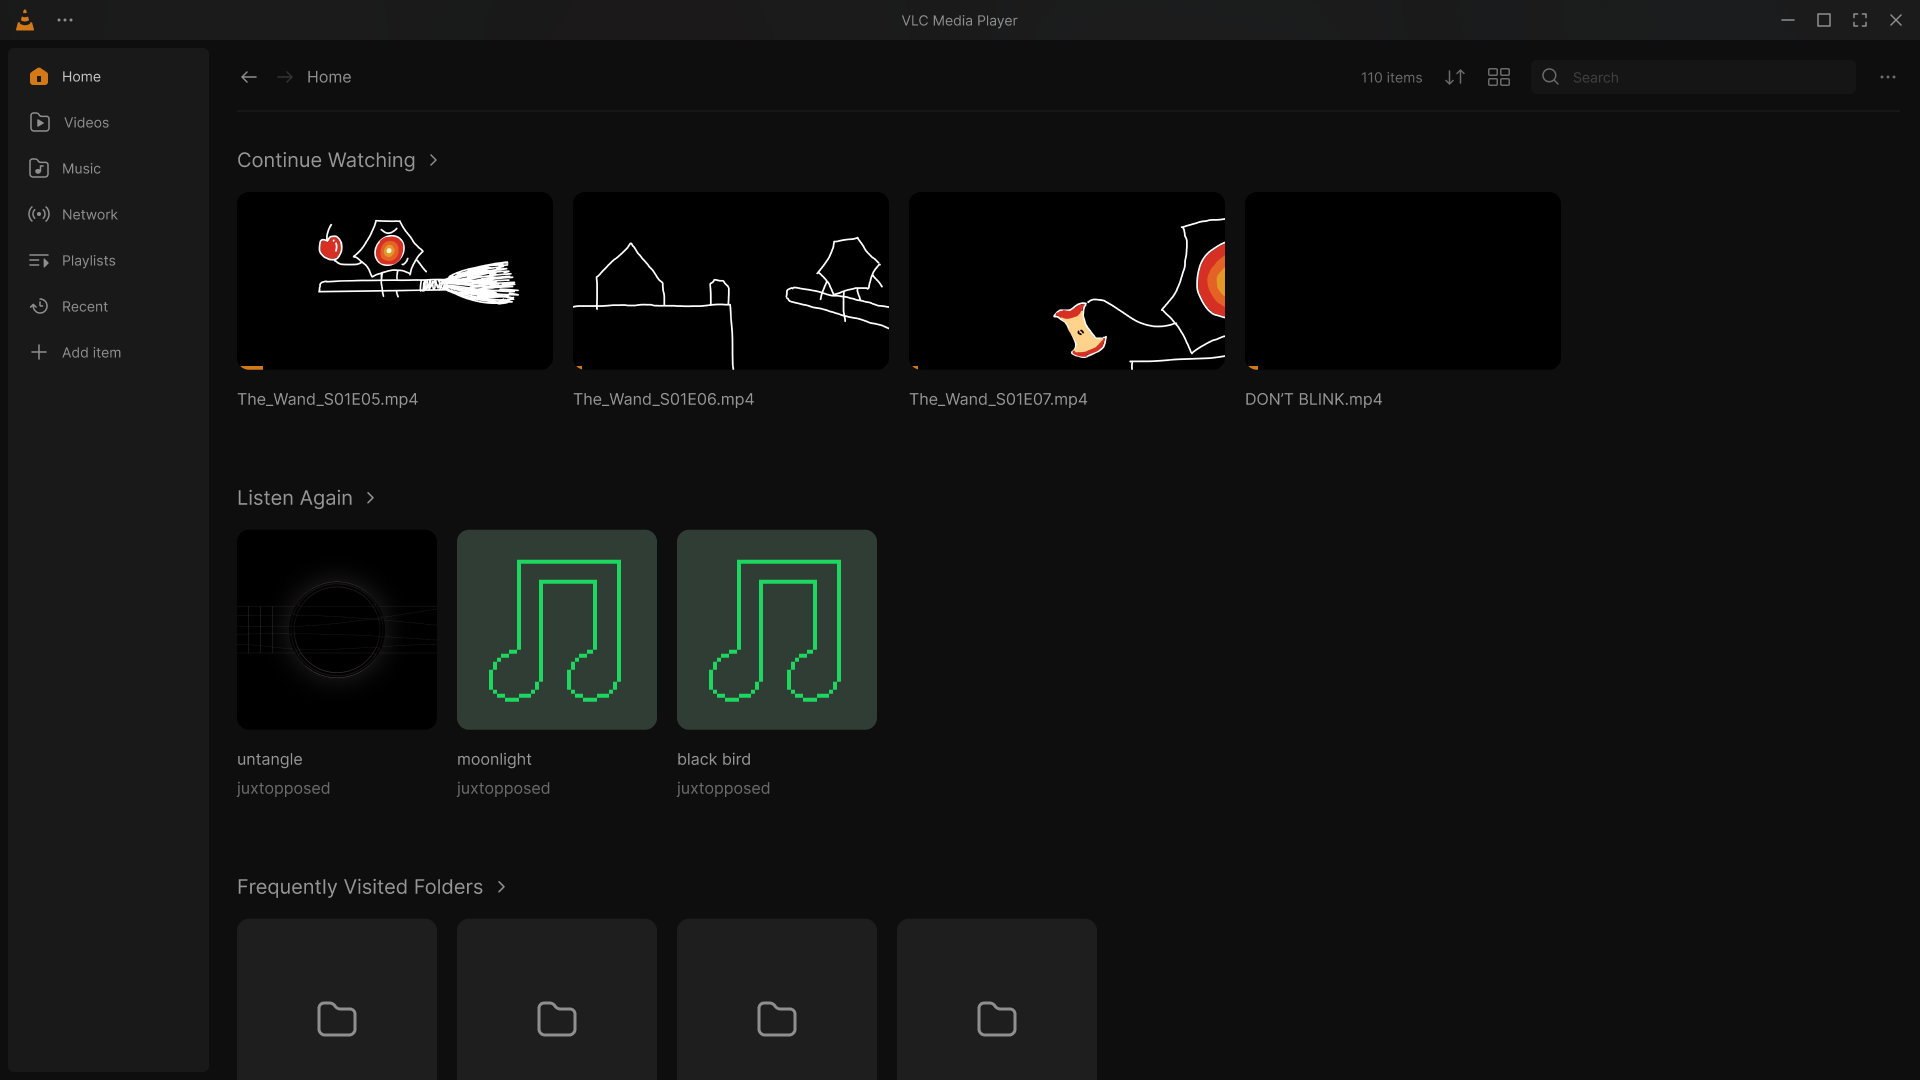 VLC Media Player
Home
Videos
Music
Network
Playlists
Recent
Add item
Home
110 items
Search
Continue Watching
The_Wand_S01E05.mp4
The_Wand_S01E06.mp4
The_Wand_S01E07.mp4
DON'T BLINK.mp4
Listen Again
untangle
juxtopposed
moonlight
juxtopposed
black bird
juxtopposed
Frequently Visited Folders